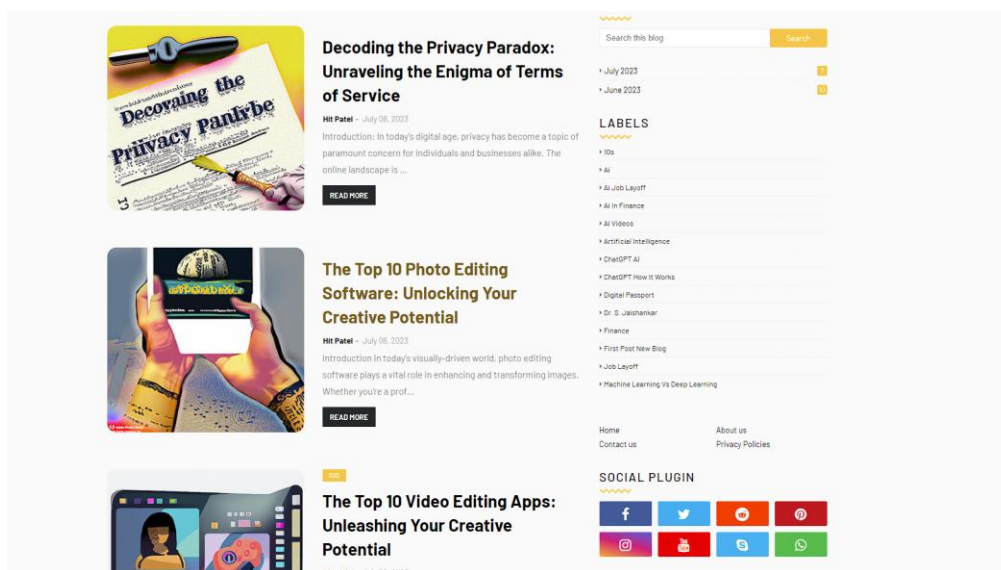 Decovaing the
Priivacy Pantrbe
Decoding the Privacy Paradox:
Unraveling the Enigma of Terms
of Service
Hit Patel – July 08, 2023
Introduction: In today's digital age, privacy has become a topic of
paramount concern for individuals and businesses alike. The
online landscape is ...
READ MORE
The Top 10 Photo Editing
Software: Unlocking Your
Creative Potential
Hit Patel – July 06, 2023
Introduction In today's visually-driven world, photo editing
software plays a vital role in enhancing and transforming images.
Whether you're a prof...
READ MORE
10S
The Top 10 Video Editing Apps:
Unleashing Your Creative
Potential
Search this blog
Search
July 2023
7
June 2023
10
LABELS
10s
Ai
Ai Job Layoff
Ai in Finance
Ai Videos
Artificial Intelligence
ChatGPT AI
ChatGPT How It Works
Digital Passport
Dr. S. Jaishankar
Finance
First Post New Blog
Job Layoff
Machine Learning Vs Deep Learning
Home
About us
Contact us
Privacy Policies
SOCIAL PLUGIN